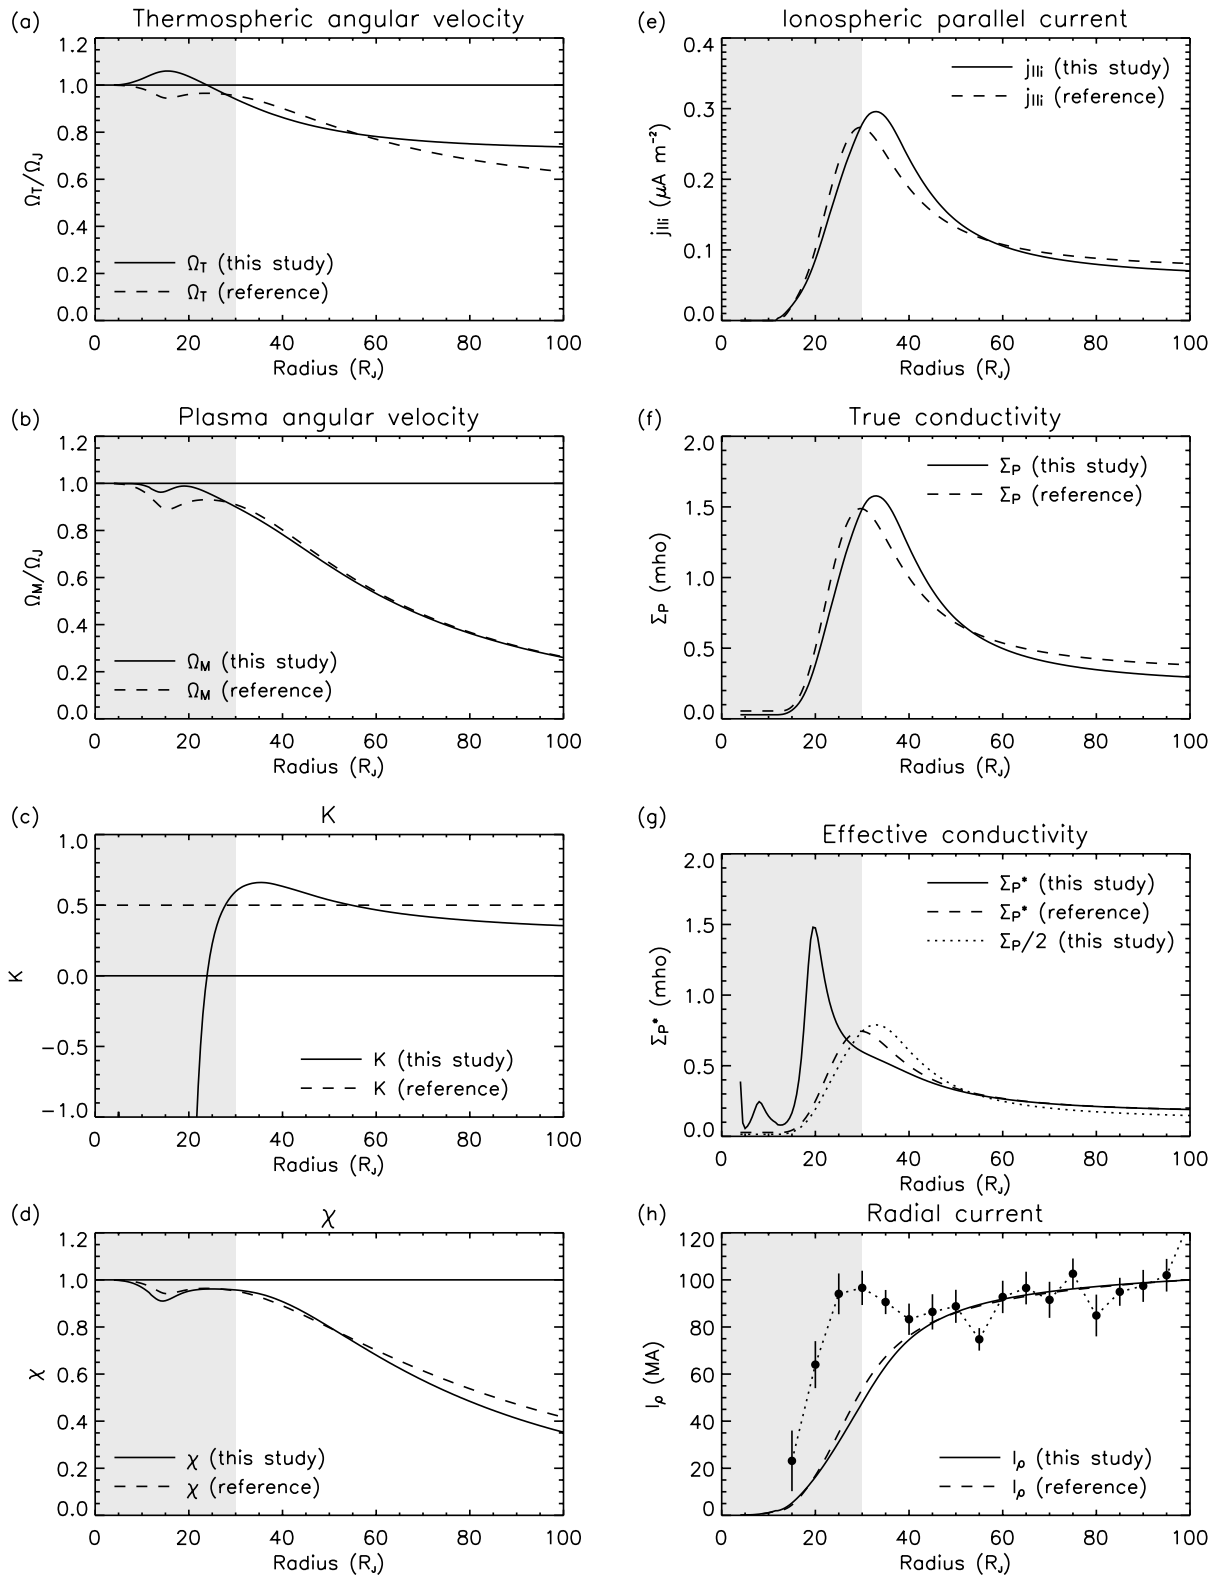 (a) Thermospheric angular velocity
1.2
1.0
0.8
0.6
0.4
0.2
0.0
Ω_T/Ω_J
Ω_T (this study)
Ω_T (reference)
0 20 40 60 80 100
Radius (R_J)
(b) Plasma angular velocity
1.2
1.0
0.8
0.6
0.4
0.2
0.0
Ω_M/Ω_J
Ω_M (this study)
Ω_M (reference)
0 20 40 60 80 100
Radius (R_J)
(c) K
1.0
0.5
0.0
−0.5
−1.0
K
K (this study)
K (reference)
0 20 40 60 80 100
Radius (R_J)
(d) χ
1.2
1.0
0.8
0.6
0.4
0.2
0.0
χ
χ (this study)
χ (reference)
0 20 40 60 80 100
Radius (R_J)
(e) Ionospheric parallel current
0.4
0.3
0.2
0.1
0.0
j_IIi (μA m⁻²)
j_IIi (this study)
j_IIi (reference)
0 20 40 60 80 100
Radius (R_J)
(f) True conductivity
2.0
1.5
1.0
0.5
0.0
Σ_P (mho)
Σ_P (this study)
Σ_P (reference)
0 20 40 60 80 100
Radius (R_J)
(g) Effective conductivity
2.0
1.5
1.0
0.5
0.0
Σ_P* (mho)
Σ_P* (this study)
Σ_P* (reference)
Σ_P/2 (this study)
0 20 40 60 80 100
Radius (R_J)
(h) Radial current
120
100
80
60
40
20
0
I_ρ (MA)
I_ρ (this study)
I_ρ (reference)
0 20 40 60 80 100
Radius (R_J)